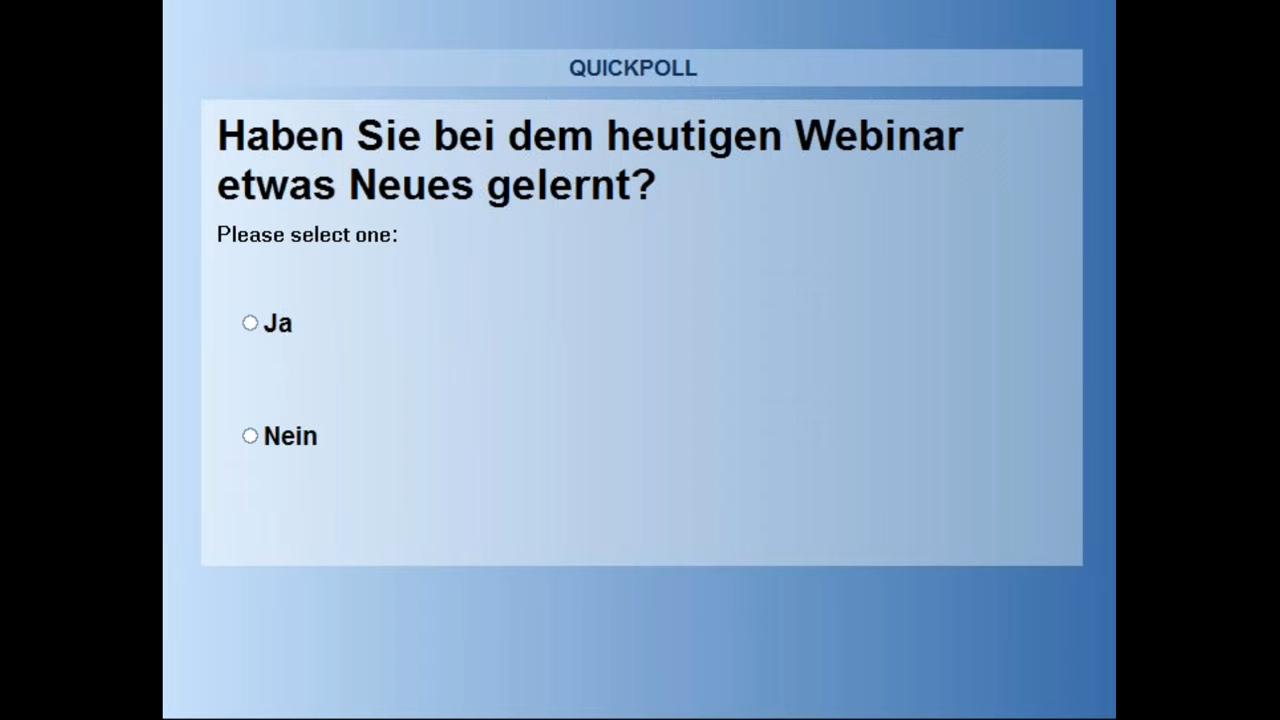 QUICKPOLL
Haben Sie bei dem heutigen Webinar
etwas Neues gelernt?
Please select one:
Ja
Nein